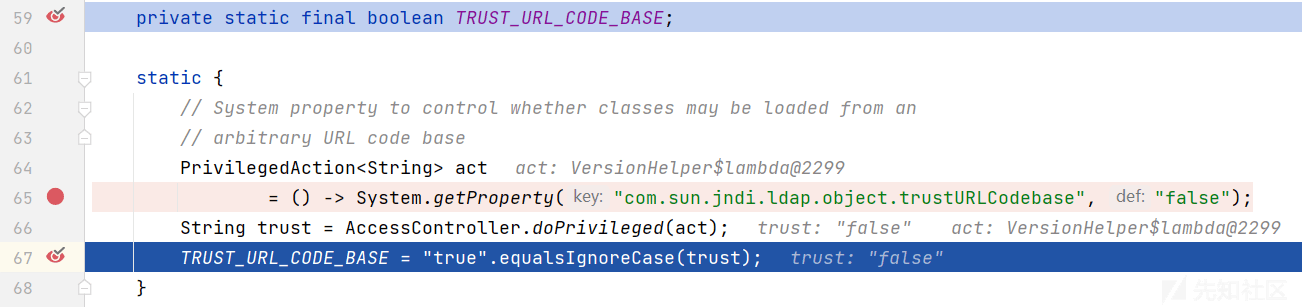 59 private static final boolean TRUST_URL_CODE_BASE;
60
61 static {
62 // System property to control whether classes may be loaded from an
63 // arbitrary URL code base
64 PrivilegedAction<String> act act: VersionHelper$lambda@2299
65 = () -> System.getProperty( key: "com.sun.jndi.ldap.object.trustURLCodebase", def: "false");
66 String trust = AccessController.doPrivileged(act); trust: "false" act: VersionHelper$lambda@2299
67 TRUST_URL_CODE_BASE = "true".equalsIgnoreCase(trust); trust: "false"
68 }
先知社区